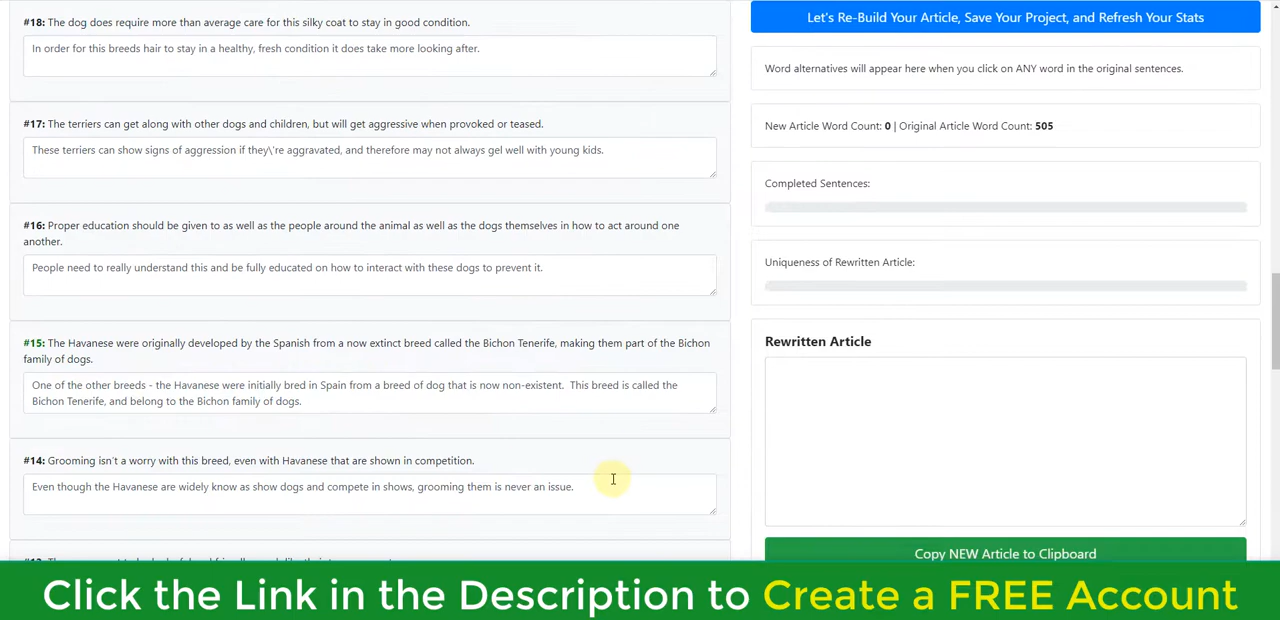 #18: The dog does require more than average care for this silky coat to stay in good condition.
In order for this breeds hair to stay in a healthy, fresh condition it does take more looking after.
#17: The terriers can get along with other dogs and children, but will get aggressive when provoked or teased.
These terriers can show signs of aggression if they\'re aggravated, and therefore may not always gel well with young kids.
#16: Proper education should be given to as well as the people around the animal as well as the dogs themselves in how to act around one
another.
People need to really understand this and be fully educated on how to interact with these dogs to prevent it.
#15: The Havanese were originally developed by the Spanish from a now extinct breed called the Bichon Tenerife, making them part of the Bichon
family of dogs.
One of the other breeds - the Havanese were initially bred in Spain from a breed of dog that is now non-existent.  This breed is called the
Bichon Tenerife, and belong to the Bichon family of dogs.
#14: Grooming isn't a worry with this breed, even with Havanese that are shown in competition.
Even though the Havanese are widely know as show dogs and compete in shows, grooming them is never an issue.
Let's Re-Build Your Article, Save Your Project, and Refresh Your Stats
Word alternatives will appear here when you click on ANY word in the original sentences.
New Article Word Count: 0 | Original Article Word Count: 505
Completed Sentences:
Uniqueness of Rewritten Article:
Rewritten Article
Copy NEW Article to Clipboard
Click the Link in the Description to Create a FREE Account